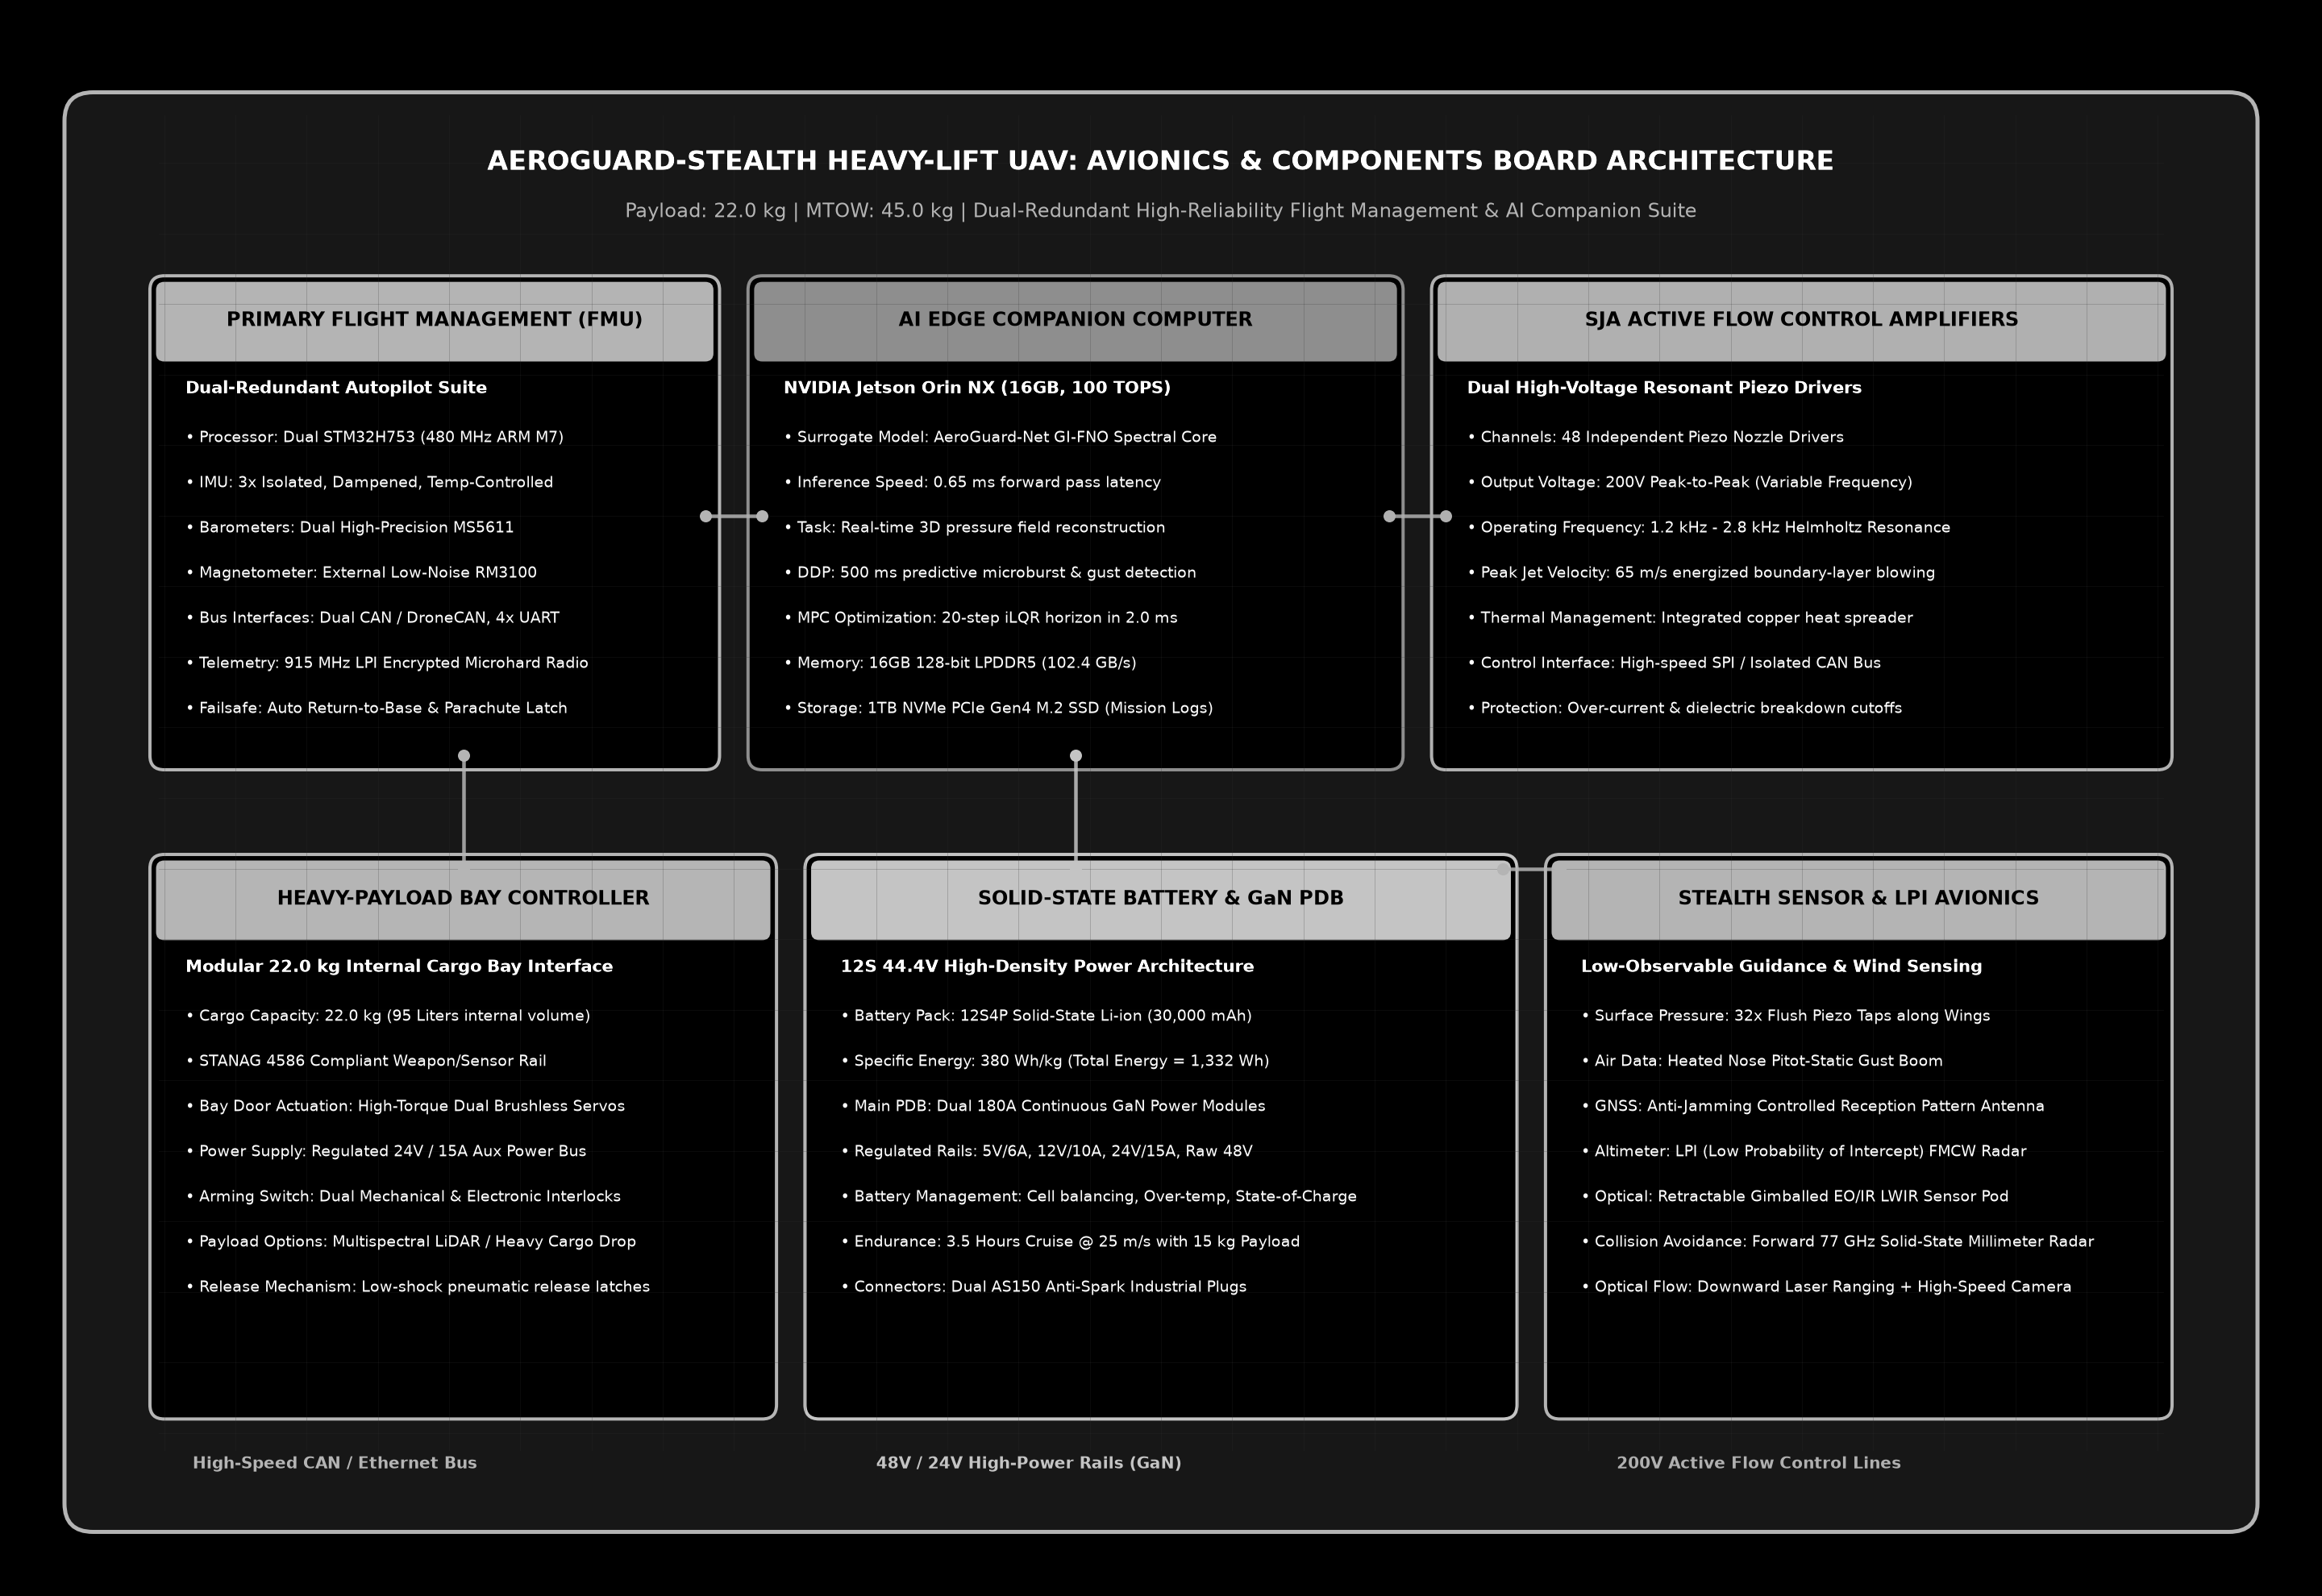 AEROGUARD-STEALTH HEAVY-LIFT UAV: AVIONICS & COMPONENTS BOARD ARCHITECTURE
Payload: 22.0 kg | MTOW: 45.0 kg | Dual-Redundant High-Reliability Flight Management & AI Companion Suite
PRIMARY FLIGHT MANAGEMENT (FMU)
Dual-Redundant Autopilot Suite
• Processor: Dual STM32H753 (480 MHz ARM M7)
• IMU: 3x Isolated, Dampened, Temp-Controlled
• Barometers: Dual High-Precision MS5611
• Magnetometer: External Low-Noise RM3100
• Bus Interfaces: Dual CAN / DroneCAN, 4x UART
• Telemetry: 915 MHz LPI Encrypted Microhard Radio
• Failsafe: Auto Return-to-Base & Parachute Latch
AI EDGE COMPANION COMPUTER
NVIDIA Jetson Orin NX (16GB, 100 TOPS)
• Surrogate Model: AeroGuard-Net GI-FNO Spectral Core
• Inference Speed: 0.65 ms forward pass latency
• Task: Real-time 3D pressure field reconstruction
• DDP: 500 ms predictive microburst & gust detection
• MPC Optimization: 20-step iLQR horizon in 2.0 ms
• Memory: 16GB 128-bit LPDDR5 (102.4 GB/s)
• Storage: 1TB NVMe PCIe Gen4 M.2 SSD (Mission Logs)
SJA ACTIVE FLOW CONTROL AMPLIFIERS
Dual High-Voltage Resonant Piezo Drivers
• Channels: 48 Independent Piezo Nozzle Drivers
• Output Voltage: 200V Peak-to-Peak (Variable Frequency)
• Operating Frequency: 1.2 kHz - 2.8 kHz Helmholtz Resonance
• Peak Jet Velocity: 65 m/s energized boundary-layer blowing
• Thermal Management: Integrated copper heat spreader
• Control Interface: High-speed SPI / Isolated CAN Bus
• Protection: Over-current & dielectric breakdown cutoffs
HEAVY-PAYLOAD BAY CONTROLLER
Modular 22.0 kg Internal Cargo Bay Interface
• Cargo Capacity: 22.0 kg (95 Liters internal volume)
• STANAG 4586 Compliant Weapon/Sensor Rail
• Bay Door Actuation: High-Torque Dual Brushless Servos
• Power Supply: Regulated 24V / 15A Aux Power Bus
• Arming Switch: Dual Mechanical & Electronic Interlocks
• Payload Options: Multispectral LiDAR / Heavy Cargo Drop
• Release Mechanism: Low-shock pneumatic release latches
SOLID-STATE BATTERY & GaN PDB
12S 44.4V High-Density Power Architecture
• Battery Pack: 12S4P Solid-State Li-ion (30,000 mAh)
• Specific Energy: 380 Wh/kg (Total Energy = 1,332 Wh)
• Main PDB: Dual 180A Continuous GaN Power Modules
• Regulated Rails: 5V/6A, 12V/10A, 24V/15A, Raw 48V
• Battery Management: Cell balancing, Over-temp, State-of-Charge
• Endurance: 3.5 Hours Cruise @ 25 m/s with 15 kg Payload
• Connectors: Dual AS150 Anti-Spark Industrial Plugs
STEALTH SENSOR & LPI AVIONICS
Low-Observable Guidance & Wind Sensing
• Surface Pressure: 32x Flush Piezo Taps along Wings
• Air Data: Heated Nose Pitot-Static Gust Boom
• GNSS: Anti-Jamming Controlled Reception Pattern Antenna
• Altimeter: LPI (Low Probability of Intercept) FMCW Radar
• Optical: Retractable Gimballed EO/IR LWIR Sensor Pod
• Collision Avoidance: Forward 77 GHz Solid-State Millimeter Radar
• Optical Flow: Downward Laser Ranging + High-Speed Camera
High-Speed CAN / Ethernet Bus
48V / 24V High-Power Rails (GaN)
200V Active Flow Control Lines